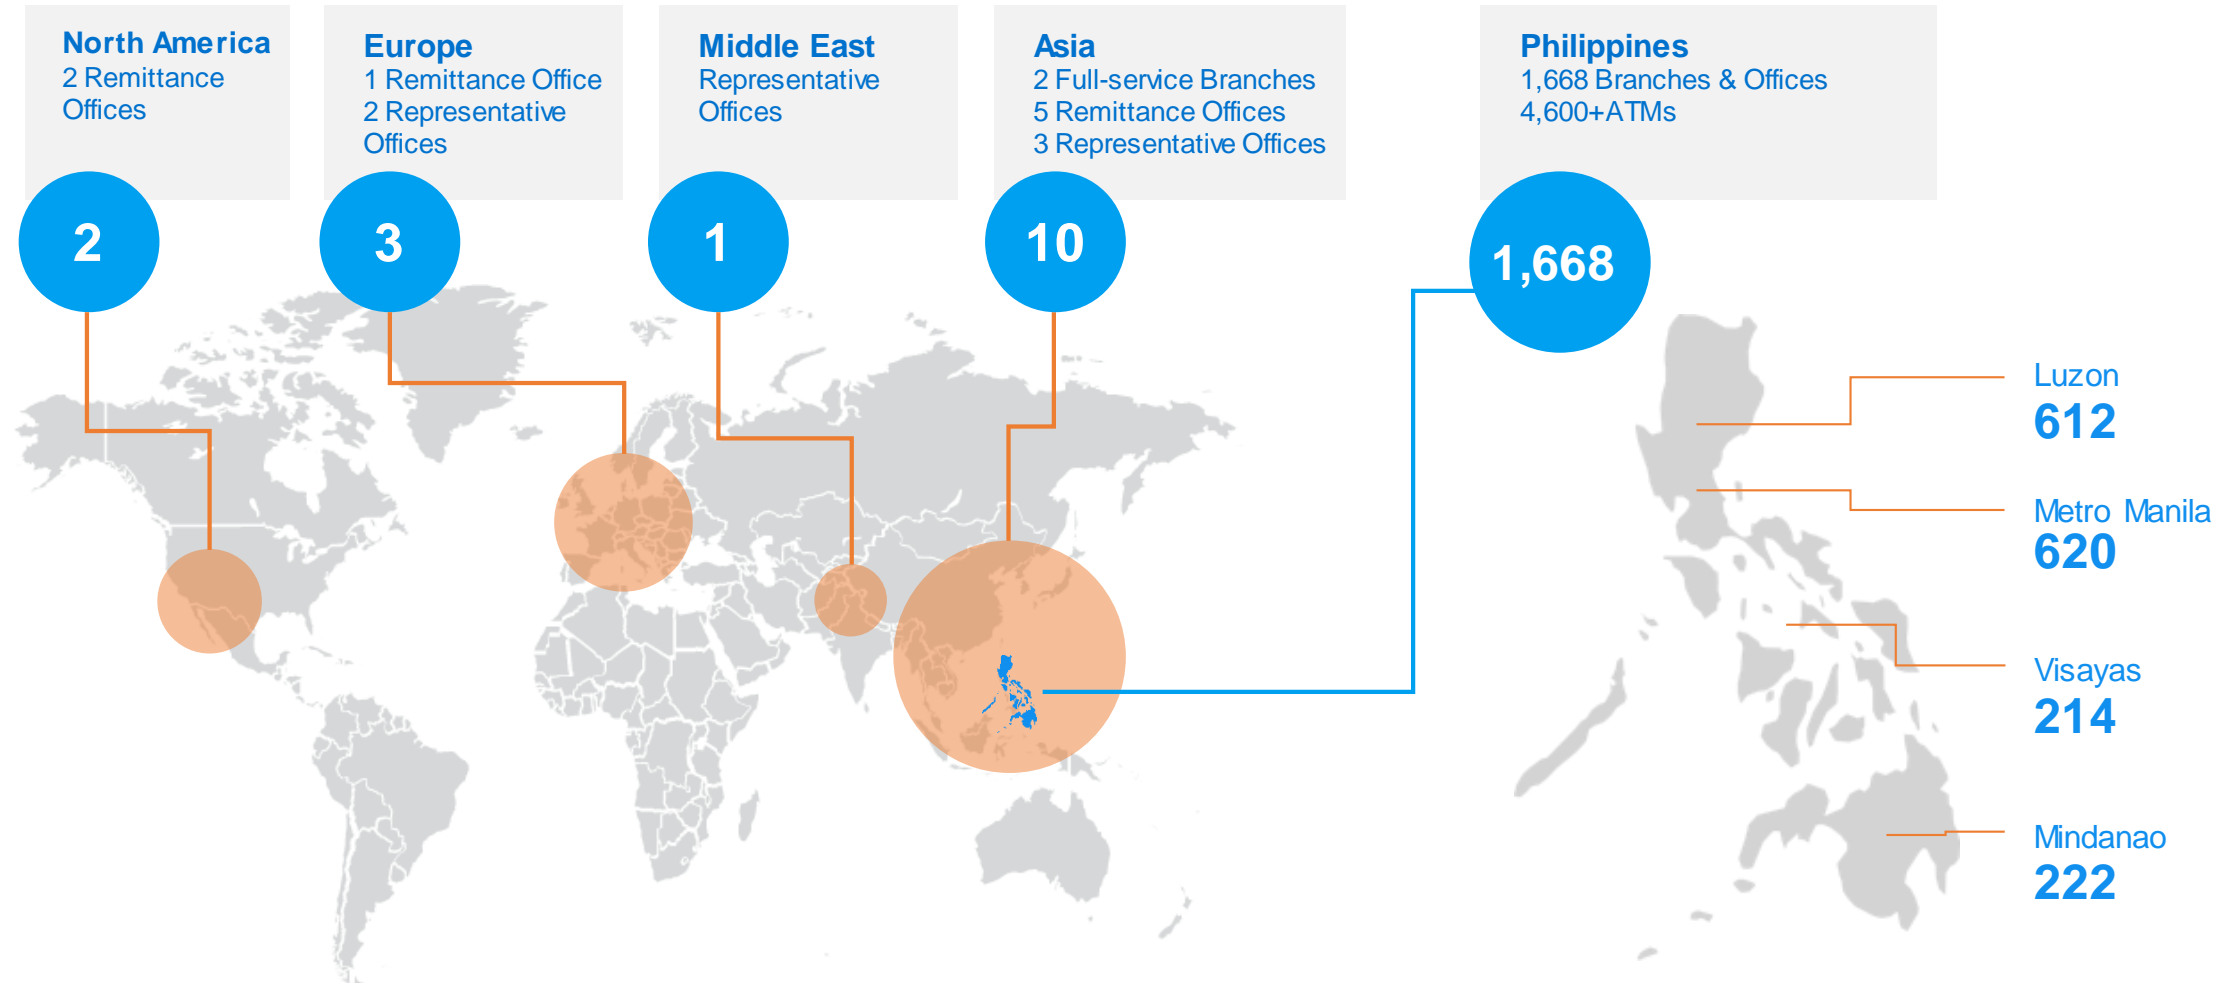 North America
2 Remittance
Offices
2
Europe
1 Remittance Office
2 Representative
Offices
3
Middle East
Representative
Offices
1
Asia
2 Full-service Branches
5 Remittance Offices
3 Representative Offices
10
Philippines
1,668 Branches & Offices
4,600+ATMs
1,668
Luzon
612
Metro Manila
620
Visayas
214
Mindanao
222